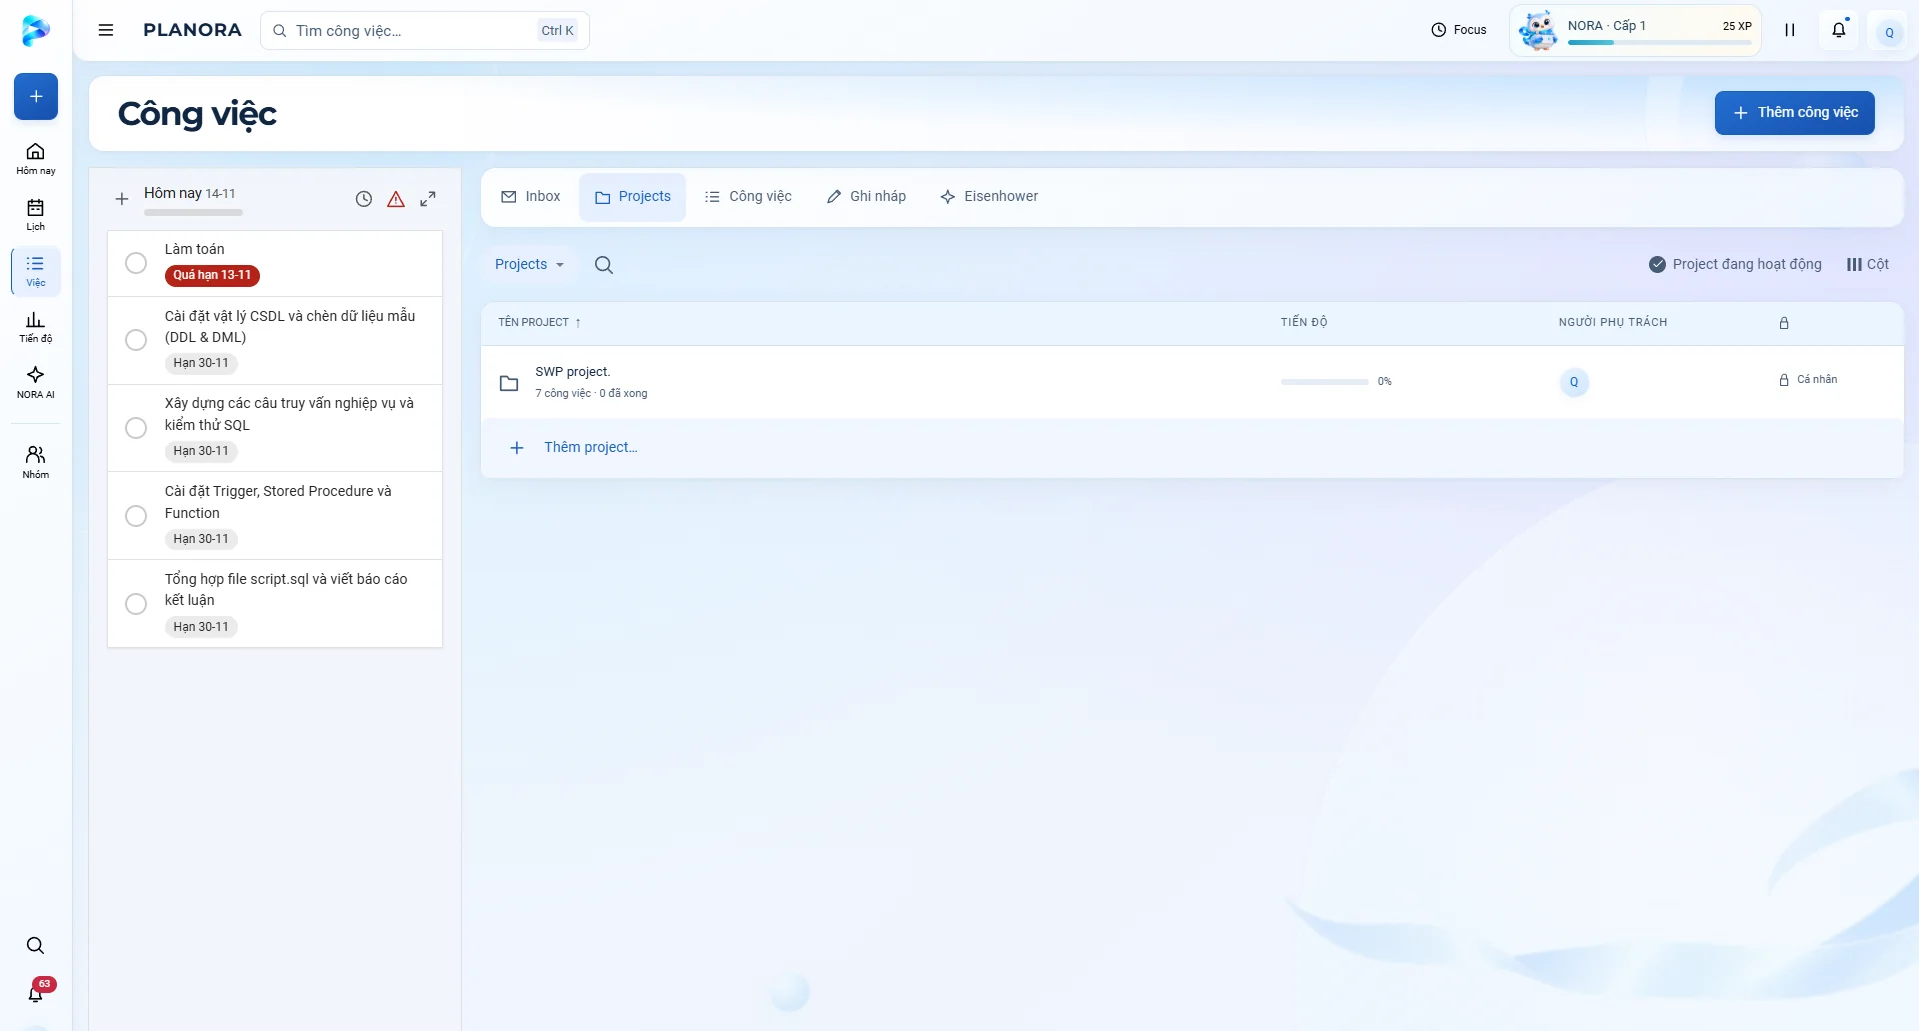 PLANORA
Tìm công việc...
Ctrl K
Focus
NORA · Cấp 1
25 XP
Q
Hôm nay
Lịch
Việc
Tiến độ
NORA AI
Nhóm
63
Công việc
Thêm công việc
Hôm nay 14-11
Làm toán
Quá hạn 13-11
Cài đặt vật lý CSDL và chèn dữ liệu mẫu
(DDL & DML)
Hạn 30-11
Xây dựng các câu truy vấn nghiệp vụ và
kiểm thử SQL
Hạn 30-11
Cài đặt Trigger, Stored Procedure và
Function
Hạn 30-11
Tổng hợp file script.sql và viết báo cáo
kết luận
Hạn 30-11
Inbox
Projects
Công việc
Ghi nháp
Eisenhower
Projects
Project đang hoạt động
Cột
TÊN PROJECT ↑
TIẾN ĐỘ
NGƯỜI PHỤ TRÁCH
SWP project.
7 công việc · 0 đã xong
0%
Q
Cá nhân
Thêm project...